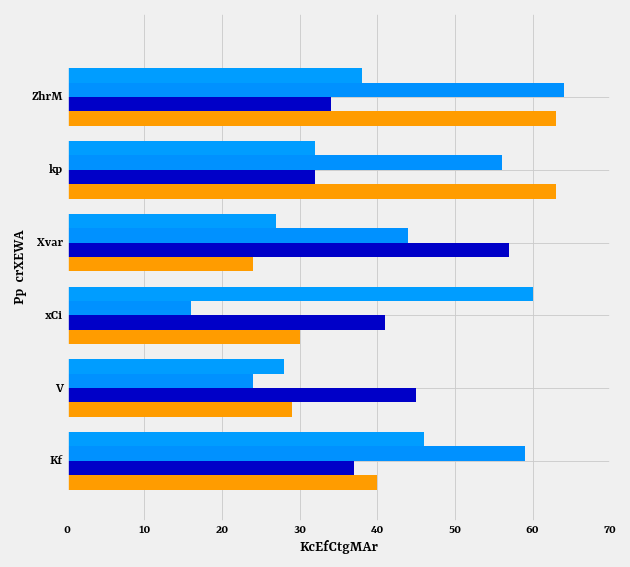 ZhrM
kp
Xvar
xCi
V
Kf
Pp crXEWA
0 10 20 30 40 50 60 70
KcEfCtgMAr